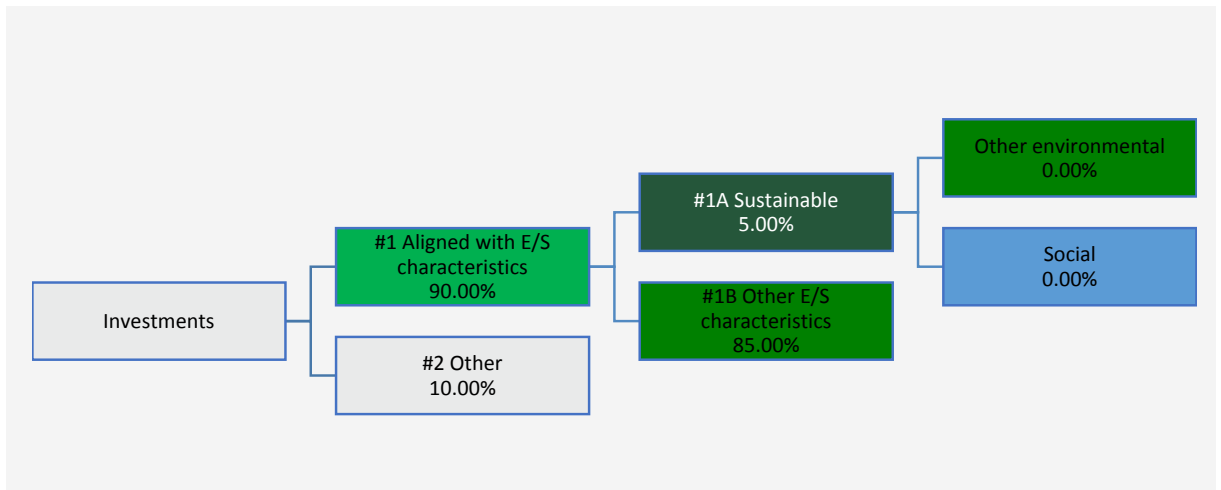 Investments
#1 Aligned with E/S
characteristics
90.00%
#2 Other
10.00%
#1A Sustainable
5.00%
#1B Other E/S
characteristics
85.00%
Other environmental
0.00%
Social
0.00%